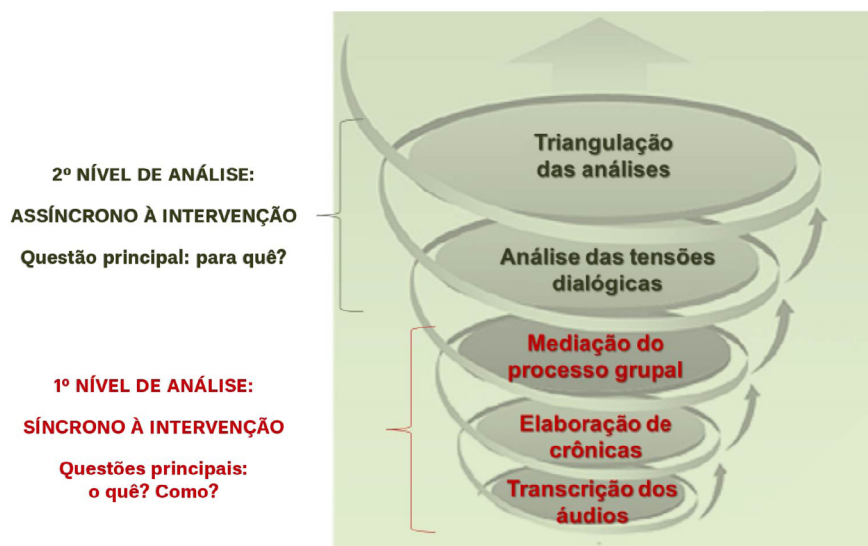 2º NÍVEL DE ANÁLISE:
ASSÍNCRONO À INTERVENÇÃO
Questão principal: para quê?
1º NÍVEL DE ANÁLISE:
SÍNCRONO À INTERVENÇÃO
Questões principais:
o quê? Como?
Triangulação
das análises
Análise das tensões
dialógicas
Mediação do
processo grupal
Elaboração de
crônicas
Transcrição dos
áudios